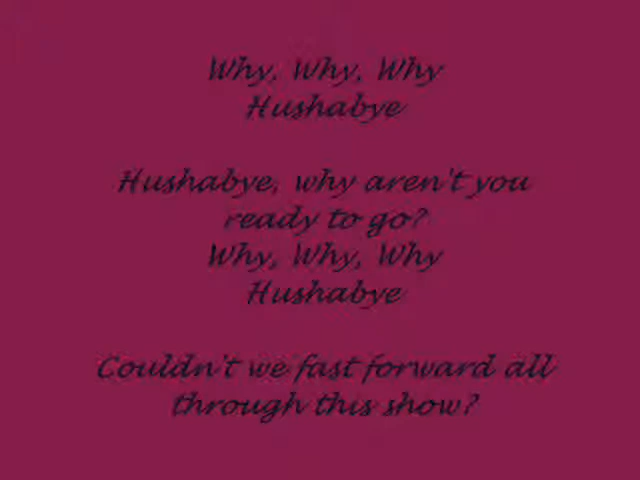 Why, Why, Why
Hushabye
Hushabye, why aren't you
ready to go?
Why, Why, Why
Hushabye
Couldn't we fast forward all
through this show?